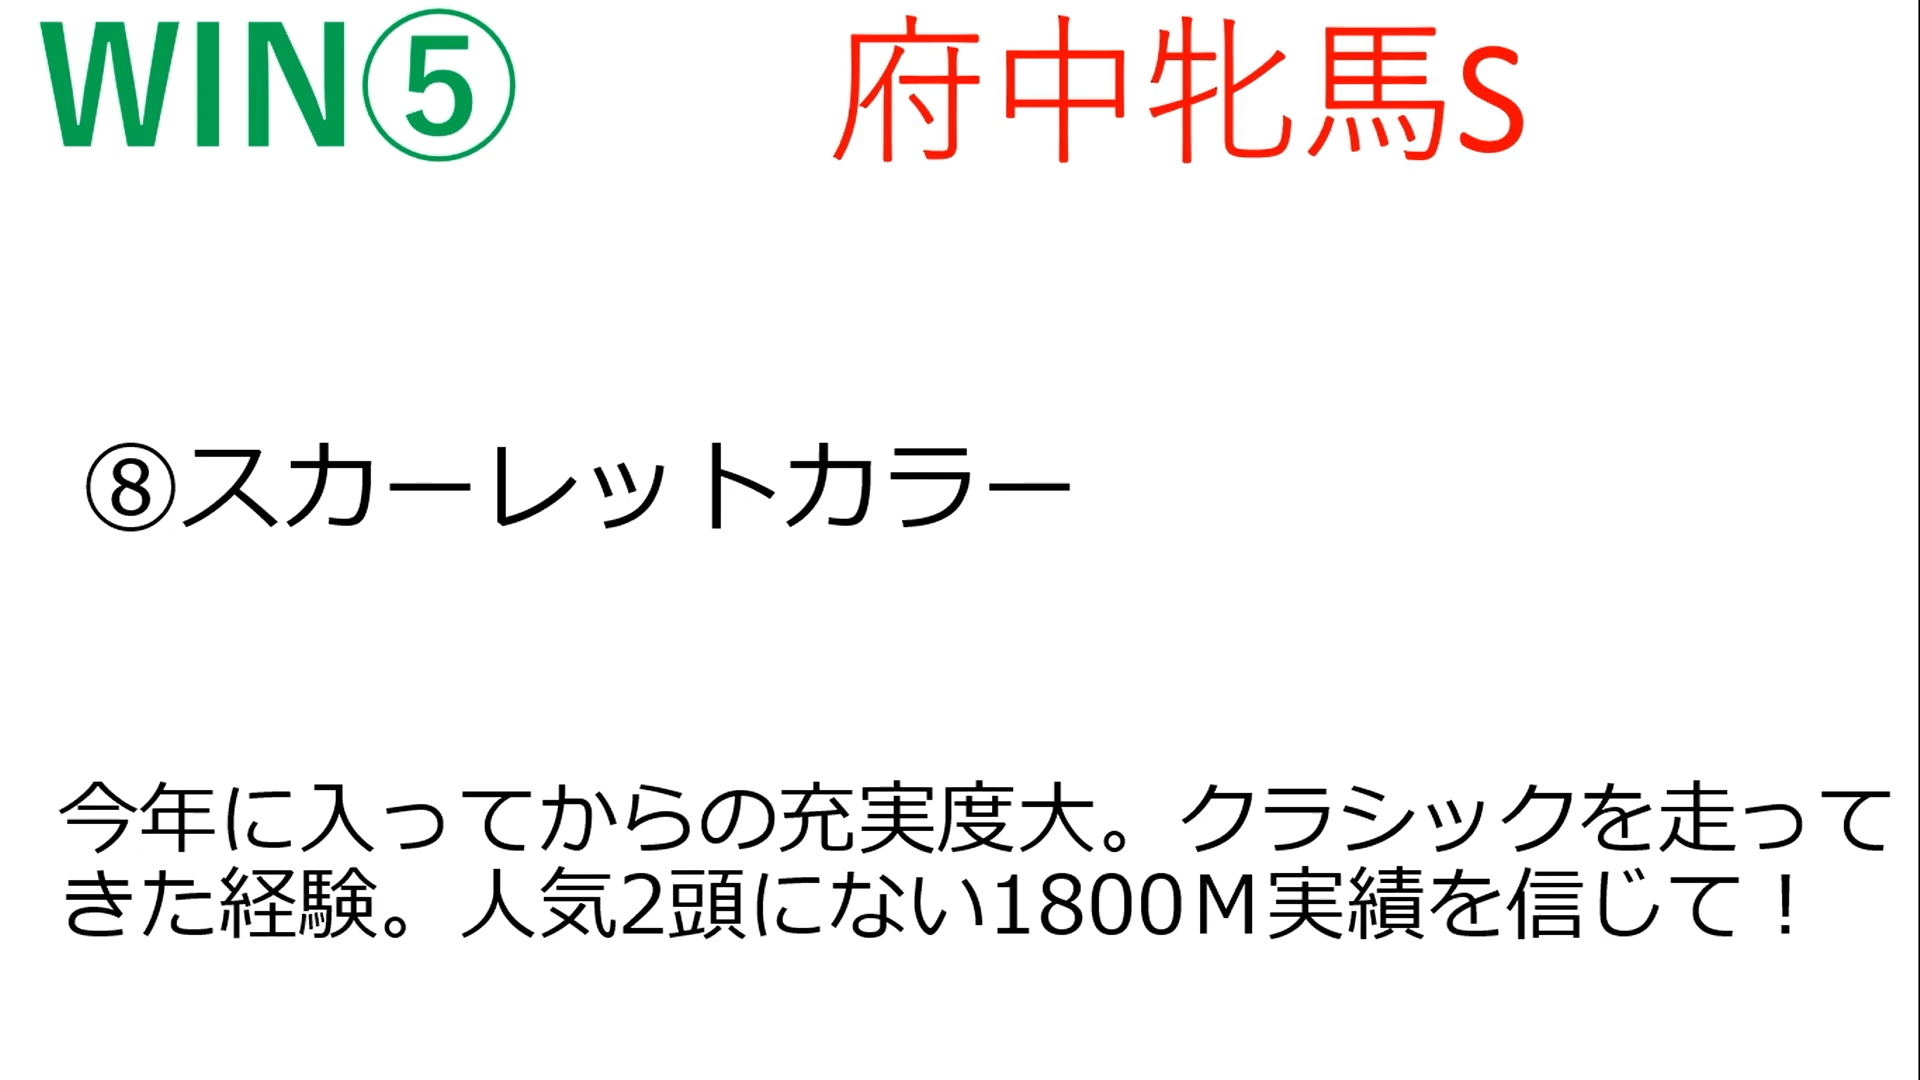 WIN⑤ 府中牝馬S
⑧スカーレットカラー
今年に入ってからの充実度大。クラシックを走って
きた経験。人気2頭にない1800M実績を信じて！